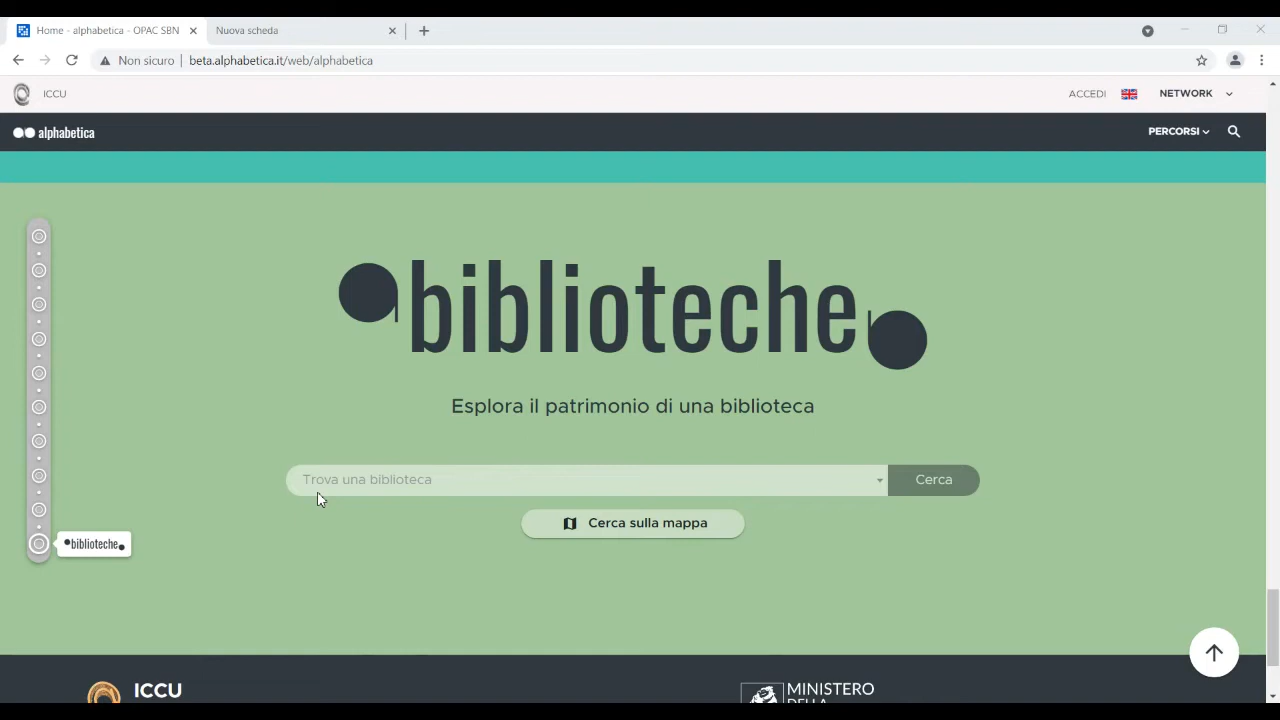 Home - alphabetica - OPAC SBN
Nuova scheda
Non sicuro
beta.alphabetica.it/web/alphabetica
ICCU
ACCEDI
NETWORK
alphabetica
PERCORSI
biblioteche
Esplora il patrimonio di una biblioteca
Trova una biblioteca
Cerca
Cerca sulla mappa
biblioteche
ICCU
MINISTERO
DELLA